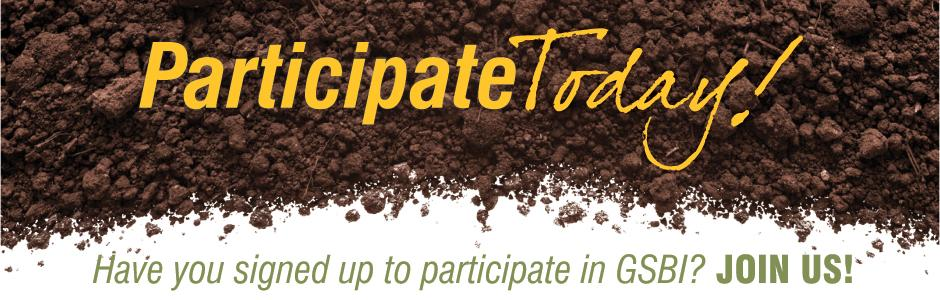 Participate Today!
Have you signed up to participate in GSBI? JOIN US!